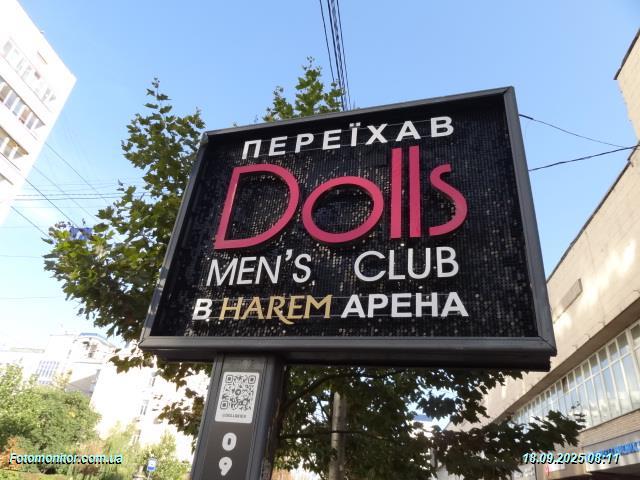 ПЕРЕЇХАВ
Dolls
MEN'S CLUB
В HAREM АРЕНА
09
Fotomonitor.com.ua
18.09.2025 08:11